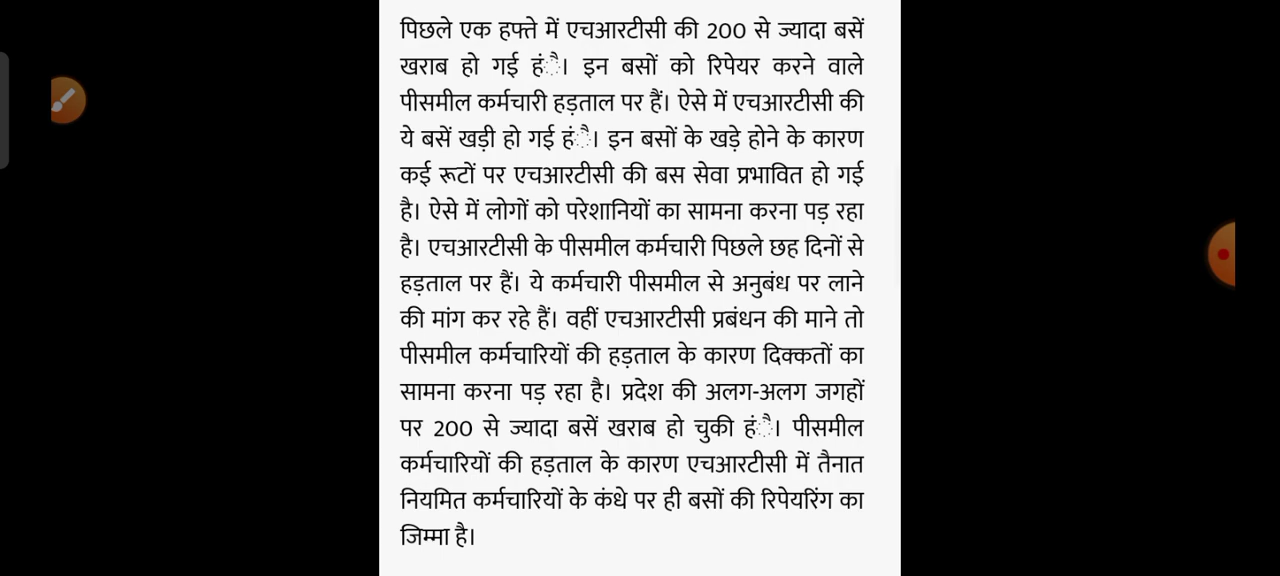 पिछले एक हफ्ते में एचआरटीसी की 200 से ज्यादा बसें
खराब हो गई हंै। इन बसों को रिपेयर करने वाले
पीसमील कर्मचारी हड़ताल पर हैं। ऐसे में एचआरटीसी की
ये बसें खड़ी हो गई हंै। इन बसों के खड़े होने के कारण
कई रूटों पर एचआरटीसी की बस सेवा प्रभावित हो गई
है। ऐसे में लोगों को परेशानियों का सामना करना पड़ रहा
है। एचआरटीसी के पीसमील कर्मचारी पिछले छह दिनों से
हड़ताल पर हैं। ये कर्मचारी पीसमील से अनुबंध पर लाने
की मांग कर रहे हैं। वहीं एचआरटीसी प्रबंधन की माने तो
पीसमील कर्मचारियों की हड़ताल के कारण दिक्कतों का
सामना करना पड़ रहा है। प्रदेश की अलग-अलग जगहों
पर 200 से ज्यादा बसें खराब हो चुकी हंै। पीसमील
कर्मचारियों की हड़ताल के कारण एचआरटीसी में तैनात
नियमित कर्मचारियों के कंधे पर ही बसों की रिपेयरिंग का
जिम्मा है।